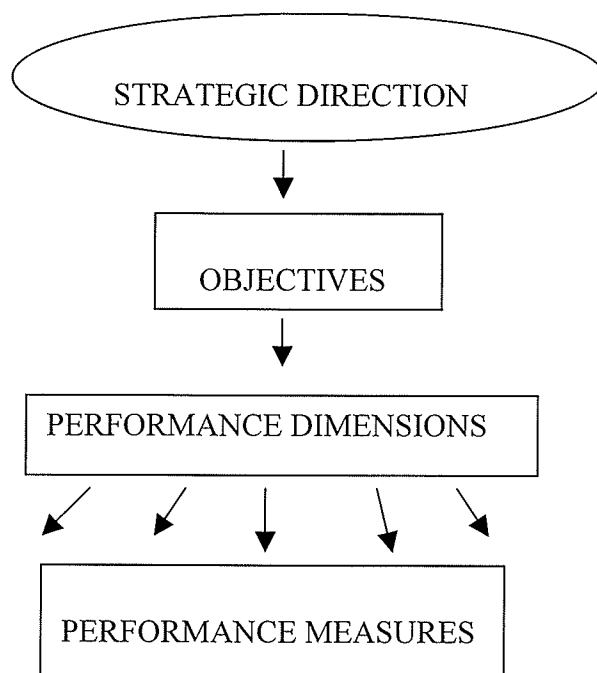 STRATEGIC DIRECTION
OBJECTIVES
PERFORMANCE DIMENSIONS
PERFORMANCE MEASURES